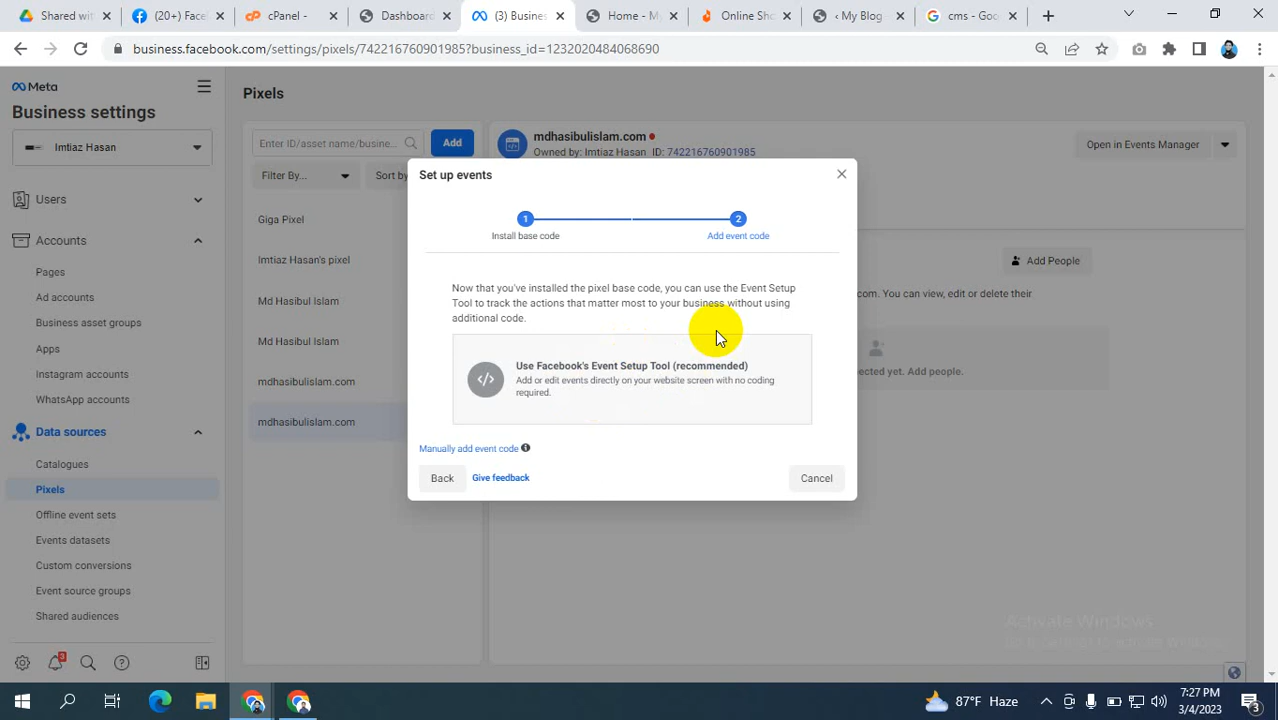 Untitled with
(20+) Face
cPanel -
Dashboard
(3) Busines
Home - My
Online Sho
‹ My Blog
cms - Goo
business.facebook.com/settings/pixels/742216760901985?business_id=1232020484068690
Meta
Business settings
Imtiaz Hasan
Users
Accounts
Pages
Ad accounts
Business asset groups
Apps
Instagram accounts
WhatsApp accounts
Data sources
Catalogues
Pixels
Offline event sets
Events datasets
Custom conversions
Event source groups
Shared audiences
3
Pixels
Enter ID/asset name/busine...
Add
Filter By...
Sort by
Giga Pixel
Imtiaz Hasan's pixel
Md Hasibul Islam
Md Hasibul Islam
mdhasibulislam.com
mdhasibulislam.com
mdhasibulislam.com
Owned by: Imtiaz Hasan ID: 742216760901985
Open in Events Manager
Add People
com. You can view, edit or delete their
ected yet. Add people.
Set up events
1
2
Install base code
Add event code
Now that you've installed the pixel base code, you can use the Event Setup
Tool to track the actions that matter most to your business without using
additional code.
Use Facebook's Event Setup Tool (recommended)
Add or edit events directly on your website screen with no coding
required.
Manually add event code
Back
Give feedback
Cancel
Activate Windows
87°F Haze
7:27 PM
3/4/2023
3